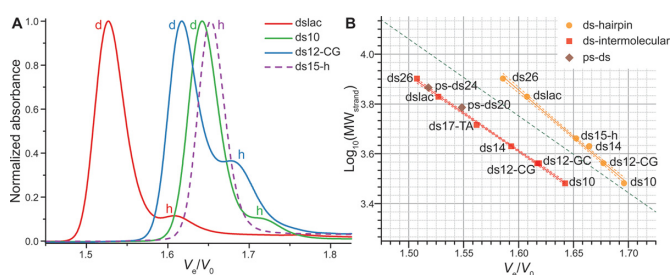 A
d
d
d
h
h
h
h
dslac
ds10
ds12-CG
ds15-h
Normalized absorbance
1.0
0.8
0.6
0.4
0.2
0.0
1.5
1.6
1.7
1.8
Ve/V0
B
ds-hairpin
ds-intermolecular
ps-ds
Log10(MWstrand)
4.0
3.8
3.6
3.4
ds26
ps-ds24
dslac
ps-ds20
ds17-TA
ds14
ds12-GC
ds12-CG
ds10
ds26
dslac
ds15-h
ds14
ds12-CG
ds10
1.50
1.55
1.60
1.65
1.70
Ve/V0